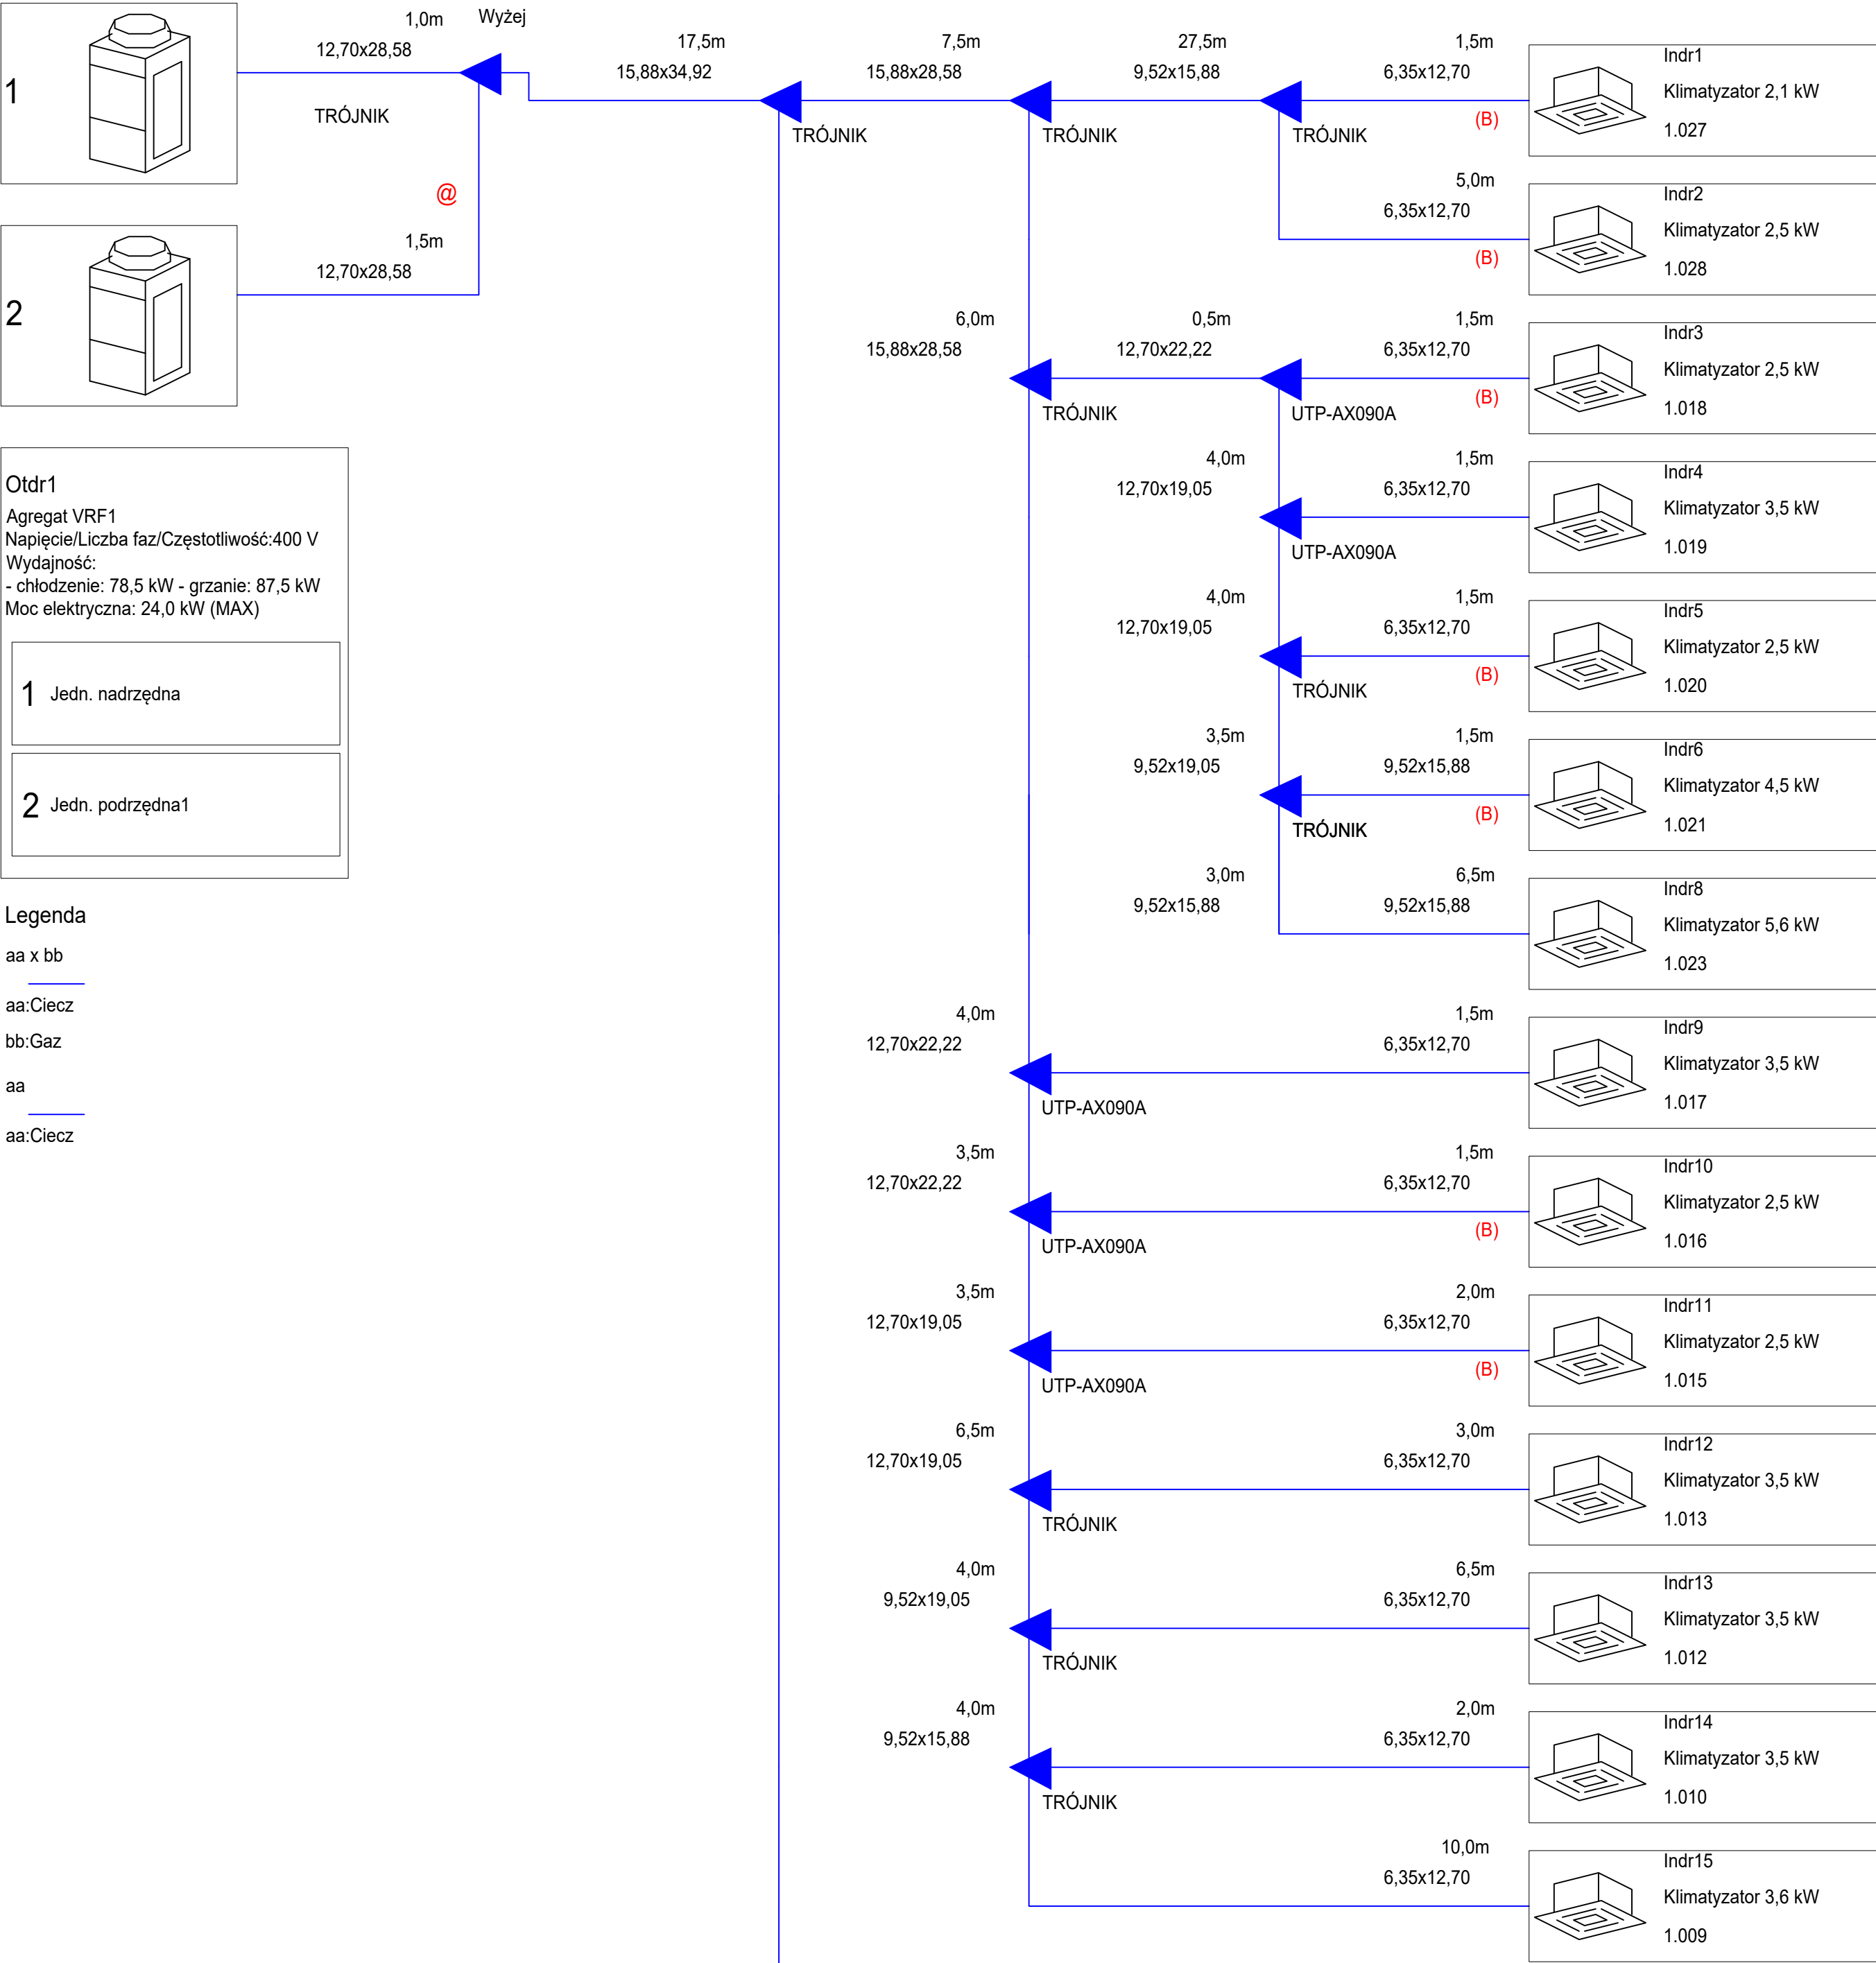 1
1,0m
12,70x28,58
TRÓJNIK
Wyżej
@
2
1,5m
12,70x28,58
17,5m
15,88x34,92
TRÓJNIK
7,5m
15,88x28,58
TRÓJNIK
27,5m
9,52x15,88
TRÓJNIK
1,5m
6,35x12,70
(B)
Indr1
Klimatyzator 2,1 kW
1.027
5,0m
6,35x12,70
(B)
Indr2
Klimatyzator 2,5 kW
1.028
6,0m
15,88x28,58
TRÓJNIK
0,5m
12,70x22,22
UTP-AX090A
1,5m
6,35x12,70
(B)
Indr3
Klimatyzator 2,5 kW
1.018
4,0m
12,70x19,05
UTP-AX090A
1,5m
6,35x12,70
Indr4
Klimatyzator 3,5 kW
1.019
4,0m
12,70x19,05
TRÓJNIK
1,5m
6,35x12,70
(B)
Indr5
Klimatyzator 2,5 kW
1.020
3,5m
9,52x19,05
TRÓJNIK
1,5m
9,52x15,88
(B)
Indr6
Klimatyzator 4,5 kW
1.021
3,0m
9,52x15,88
6,5m
9,52x15,88
Indr8
Klimatyzator 5,6 kW
1.023
4,0m
12,70x22,22
UTP-AX090A
1,5m
6,35x12,70
Indr9
Klimatyzator 3,5 kW
1.017
3,5m
12,70x22,22
UTP-AX090A
1,5m
6,35x12,70
(B)
Indr10
Klimatyzator 2,5 kW
1.016
3,5m
12,70x19,05
UTP-AX090A
2,0m
6,35x12,70
(B)
Indr11
Klimatyzator 2,5 kW
1.015
6,5m
12,70x19,05
TRÓJNIK
3,0m
6,35x12,70
Indr12
Klimatyzator 3,5 kW
1.013
4,0m
9,52x19,05
TRÓJNIK
6,5m
6,35x12,70
Indr13
Klimatyzator 3,5 kW
1.012
4,0m
9,52x15,88
TRÓJNIK
2,0m
6,35x12,70
Indr14
Klimatyzator 3,5 kW
1.010
10,0m
6,35x12,70
Indr15
Klimatyzator 3,6 kW
1.009
Otdr1
Agregat VRF1
Napięcie/Liczba faz/Częstotliwość:400 V
Wydajność:
- chłodzenie: 78,5 kW - grzanie: 87,5 kW
Moc elektryczna: 24,0 kW (MAX)
1 Jedn. nadrzędna
2 Jedn. podrzędna1
Legenda
aa x bb
aa:Ciecz
bb:Gaz
aa
aa:Ciecz